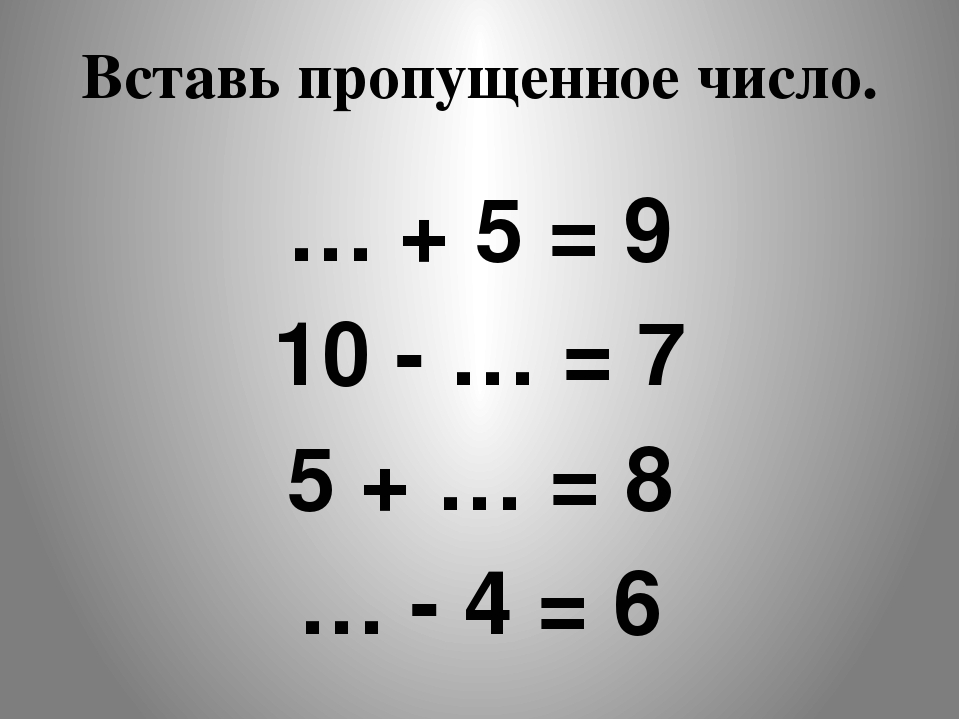 Вставь пропущенное число.
… + 5 = 9
10 - … = 7
5 + … = 8
… - 4 = 6